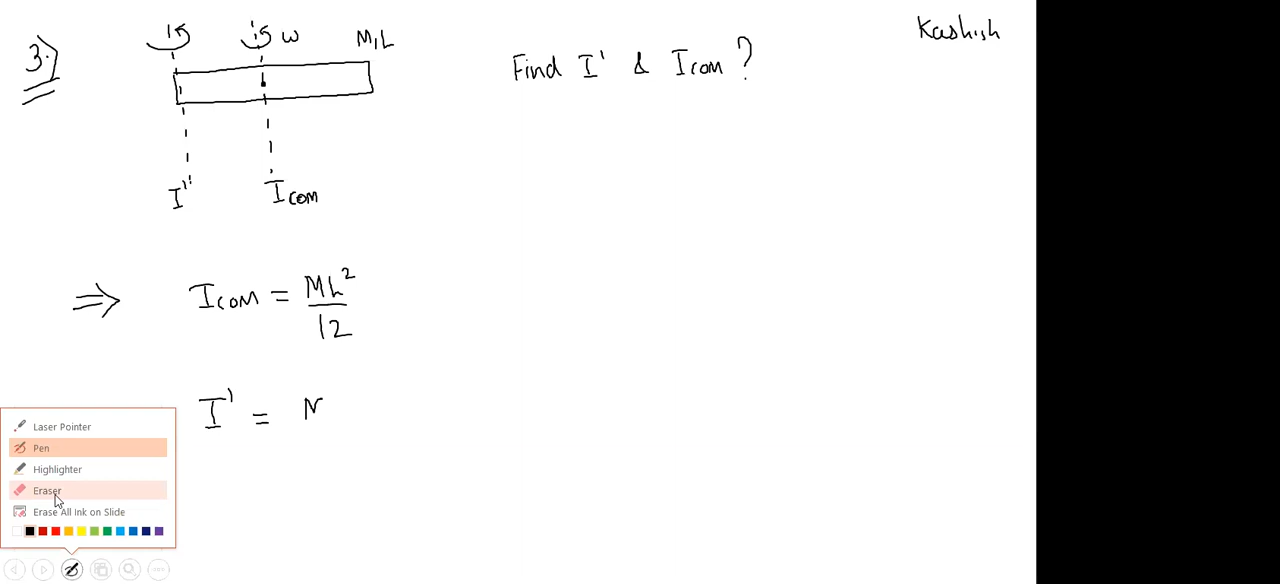 Kashish
3.)
ω M, L
Find I' & Icom ?
I' Icom
⇒ Icom = ML²
12
I' = M
Laser Pointer
Pen
Highlighter
Eraser
Erase All Ink on Slide